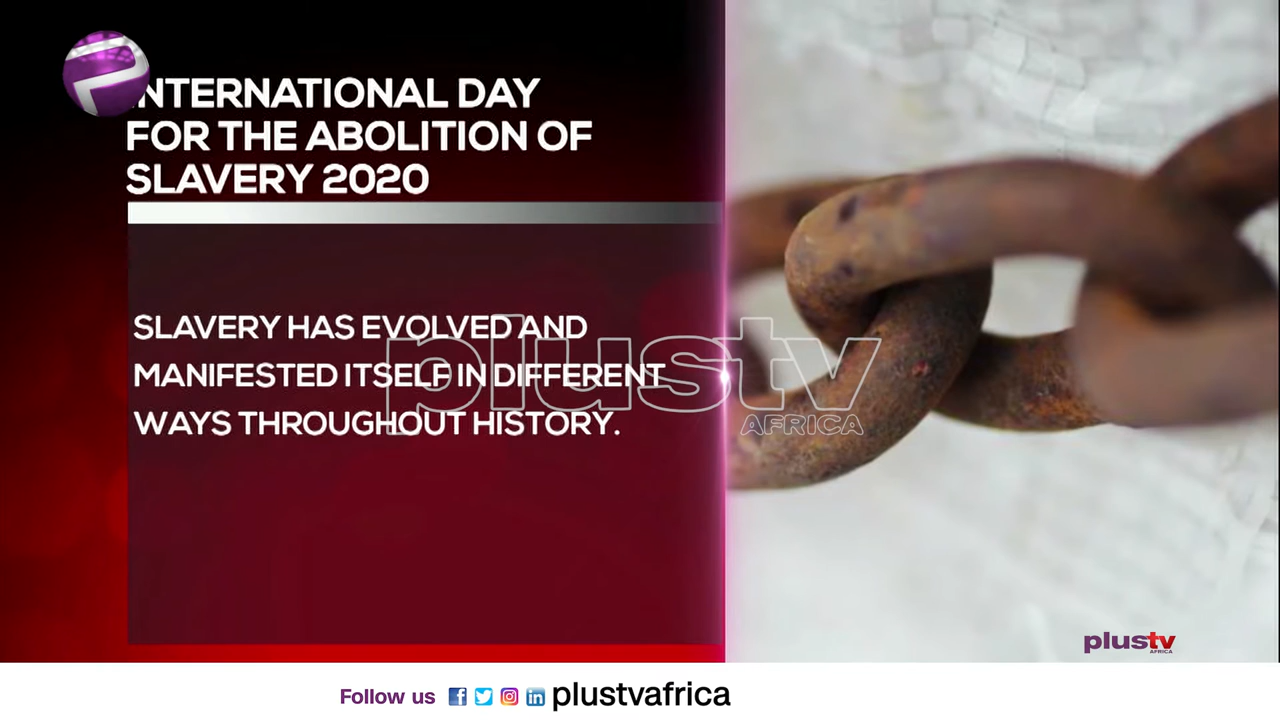 INTERNATIONAL DAY
FOR THE ABOLITION OF
SLAVERY 2020
SLAVERY HAS EVOLVED AND
MANIFESTED ITSELF IN DIFFERENT
WAYS THROUGHOUT HISTORY.
plustv
AFRICA
plustv
AFRICA
Follow us plustvafrica